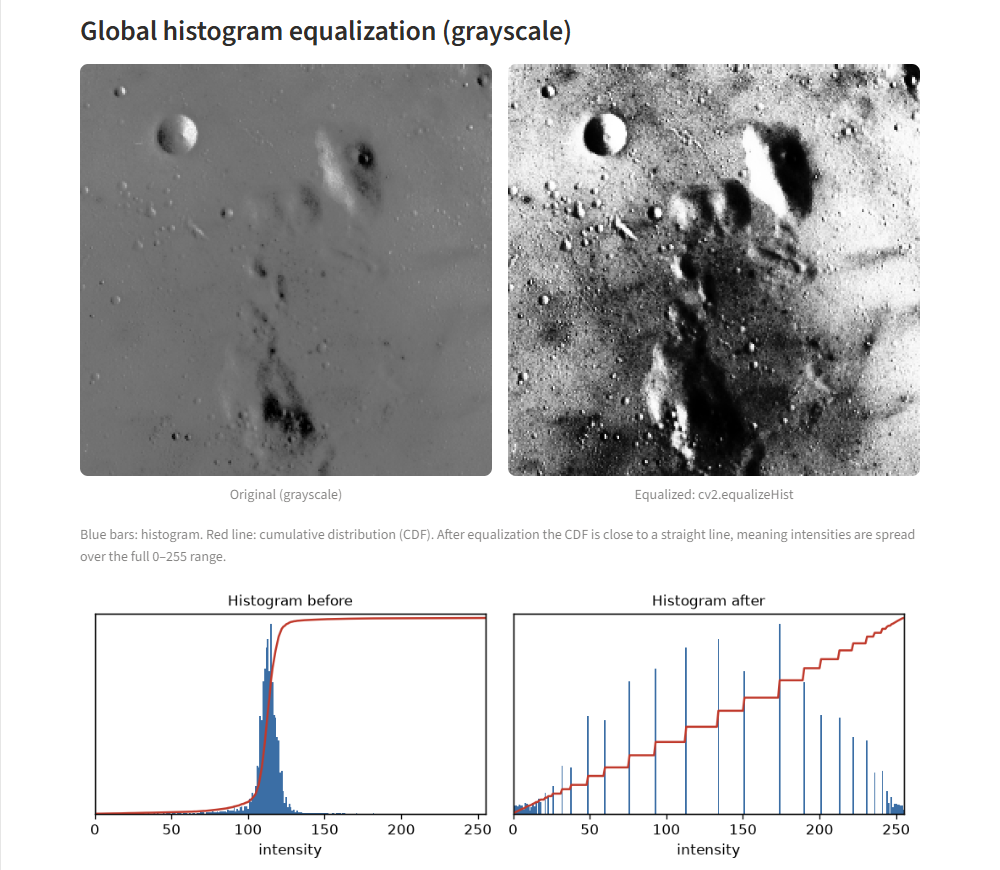 Global histogram equalization (grayscale)
Original (grayscale)
Equalized: cv2.equalizeHist
Blue bars: histogram. Red line: cumulative distribution (CDF). After equalization the CDF is close to a straight line, meaning intensities are spread
over the full 0–255 range.
Histogram before
Histogram after
0 50 100 150 200 250
0 50 100 150 200 250
intensity
intensity